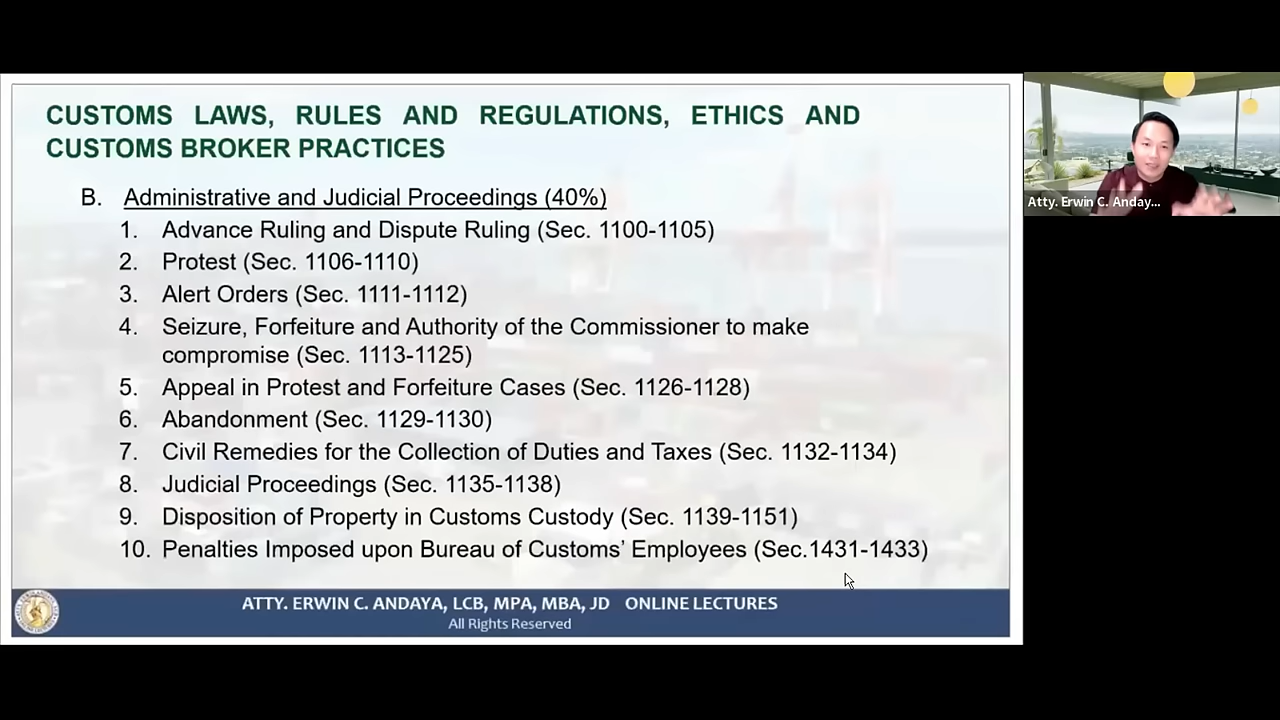 CUSTOMS LAWS, RULES AND REGULATIONS, ETHICS AND
CUSTOMS BROKER PRACTICES
B. Administrative and Judicial Proceedings (40%)
1. Advance Ruling and Dispute Ruling (Sec. 1100-1105)
2. Protest (Sec. 1106-1110)
3. Alert Orders (Sec. 1111-1112)
4. Seizure, Forfeiture and Authority of the Commissioner to make
compromise (Sec. 1113-1125)
5. Appeal in Protest and Forfeiture Cases (Sec. 1126-1128)
6. Abandonment (Sec. 1129-1130)
7. Civil Remedies for the Collection of Duties and Taxes (Sec. 1132-1134)
8. Judicial Proceedings (Sec. 1135-1138)
9. Disposition of Property in Customs Custody (Sec. 1139-1151)
10. Penalties Imposed upon Bureau of Customs’ Employees (Sec.1431-1433)
ATTY. ERWIN C. ANDAYA, LCB, MPA, MBA, JD ONLINE LECTURES
All Rights Reserved
Atty. Erwin C. Anday...